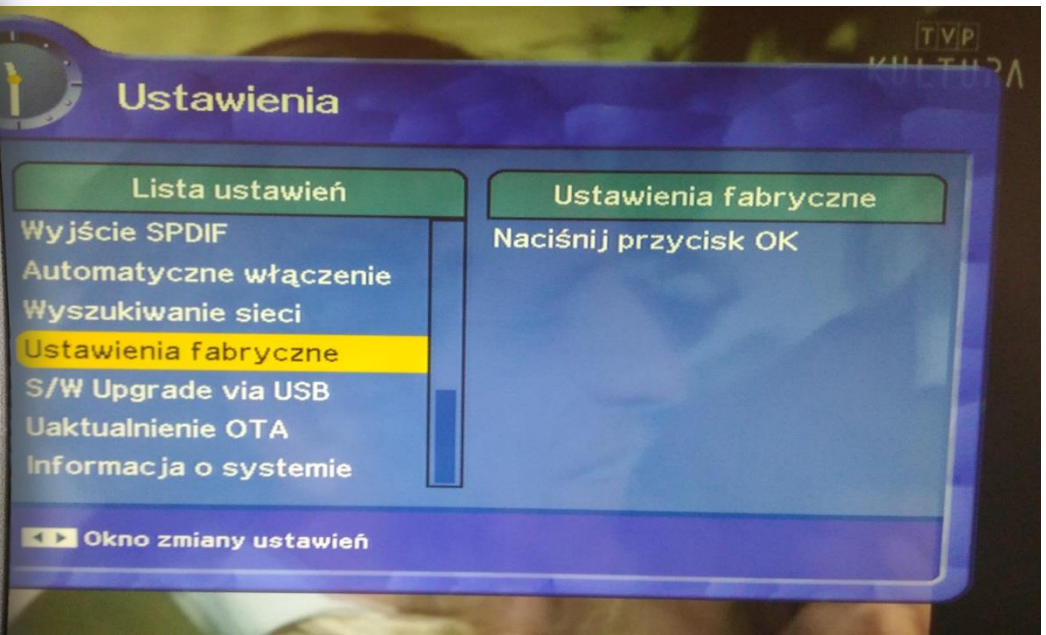 TVP
KULTURA
Ustawienia
Lista ustawień
Wyjście SPDIF
Automatyczne włączenie
Wyszukiwanie sieci
Ustawienia fabryczne
S/W Upgrade via USB
Uaktualnienie OTA
Informacja o systemie
Ustawienia fabryczne
Naciśnij przycisk OK
Okno zmiany ustawień